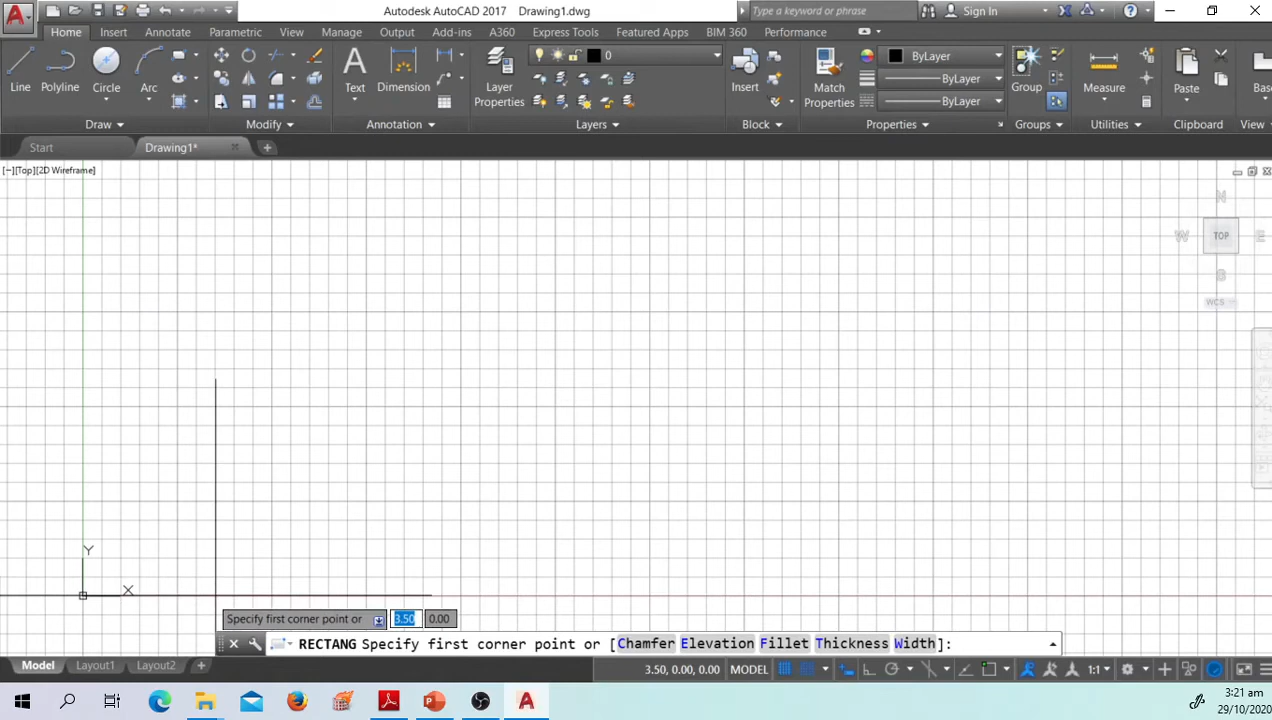 Autodesk AutoCAD 2017 Drawing1.dwg
Type a keyword or phrase
Sign In
Home Insert Annotate Parametric View Manage Output Add-ins A360 Express Tools Featured Apps BIM 360 Performance
0
ByLayer
ByLayer
ByLayer
Line Polyline Circle Arc
Text Dimension
Layer
Properties
Insert
Match
Properties
Group
Measure
Paste
Base
Draw Modify Annotation Layers Block Properties Groups Utilities Clipboard View
Start
Drawing1*
[−][Top][2D Wireframe]
N
W TOP E
S
WCS
Y
X
Specify first corner point or 3.50 0.00
RECTANG Specify first corner point or [Chamfer Elevation Fillet Thickness Width]:
Model Layout1 Layout2 +
3.50, 0.00, 0.00 MODEL
1:1
3:21 am
29/10/2020